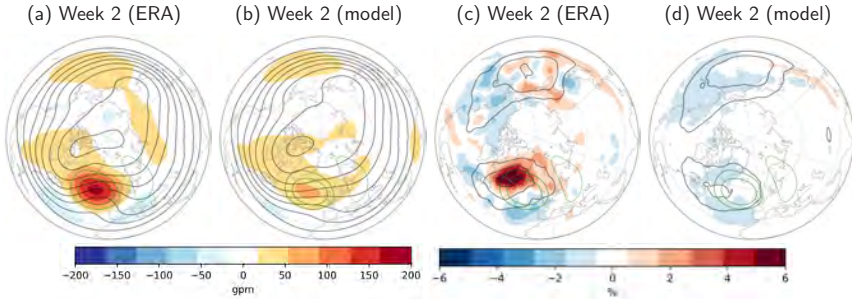 (a) Week 2 (ERA) (b) Week 2 (model) (c) Week 2 (ERA) (d) Week 2 (model)
−200 −150 −100 −50 0 50 100 150 200
gpm
−6 −4 −2 0 2 4 6
%